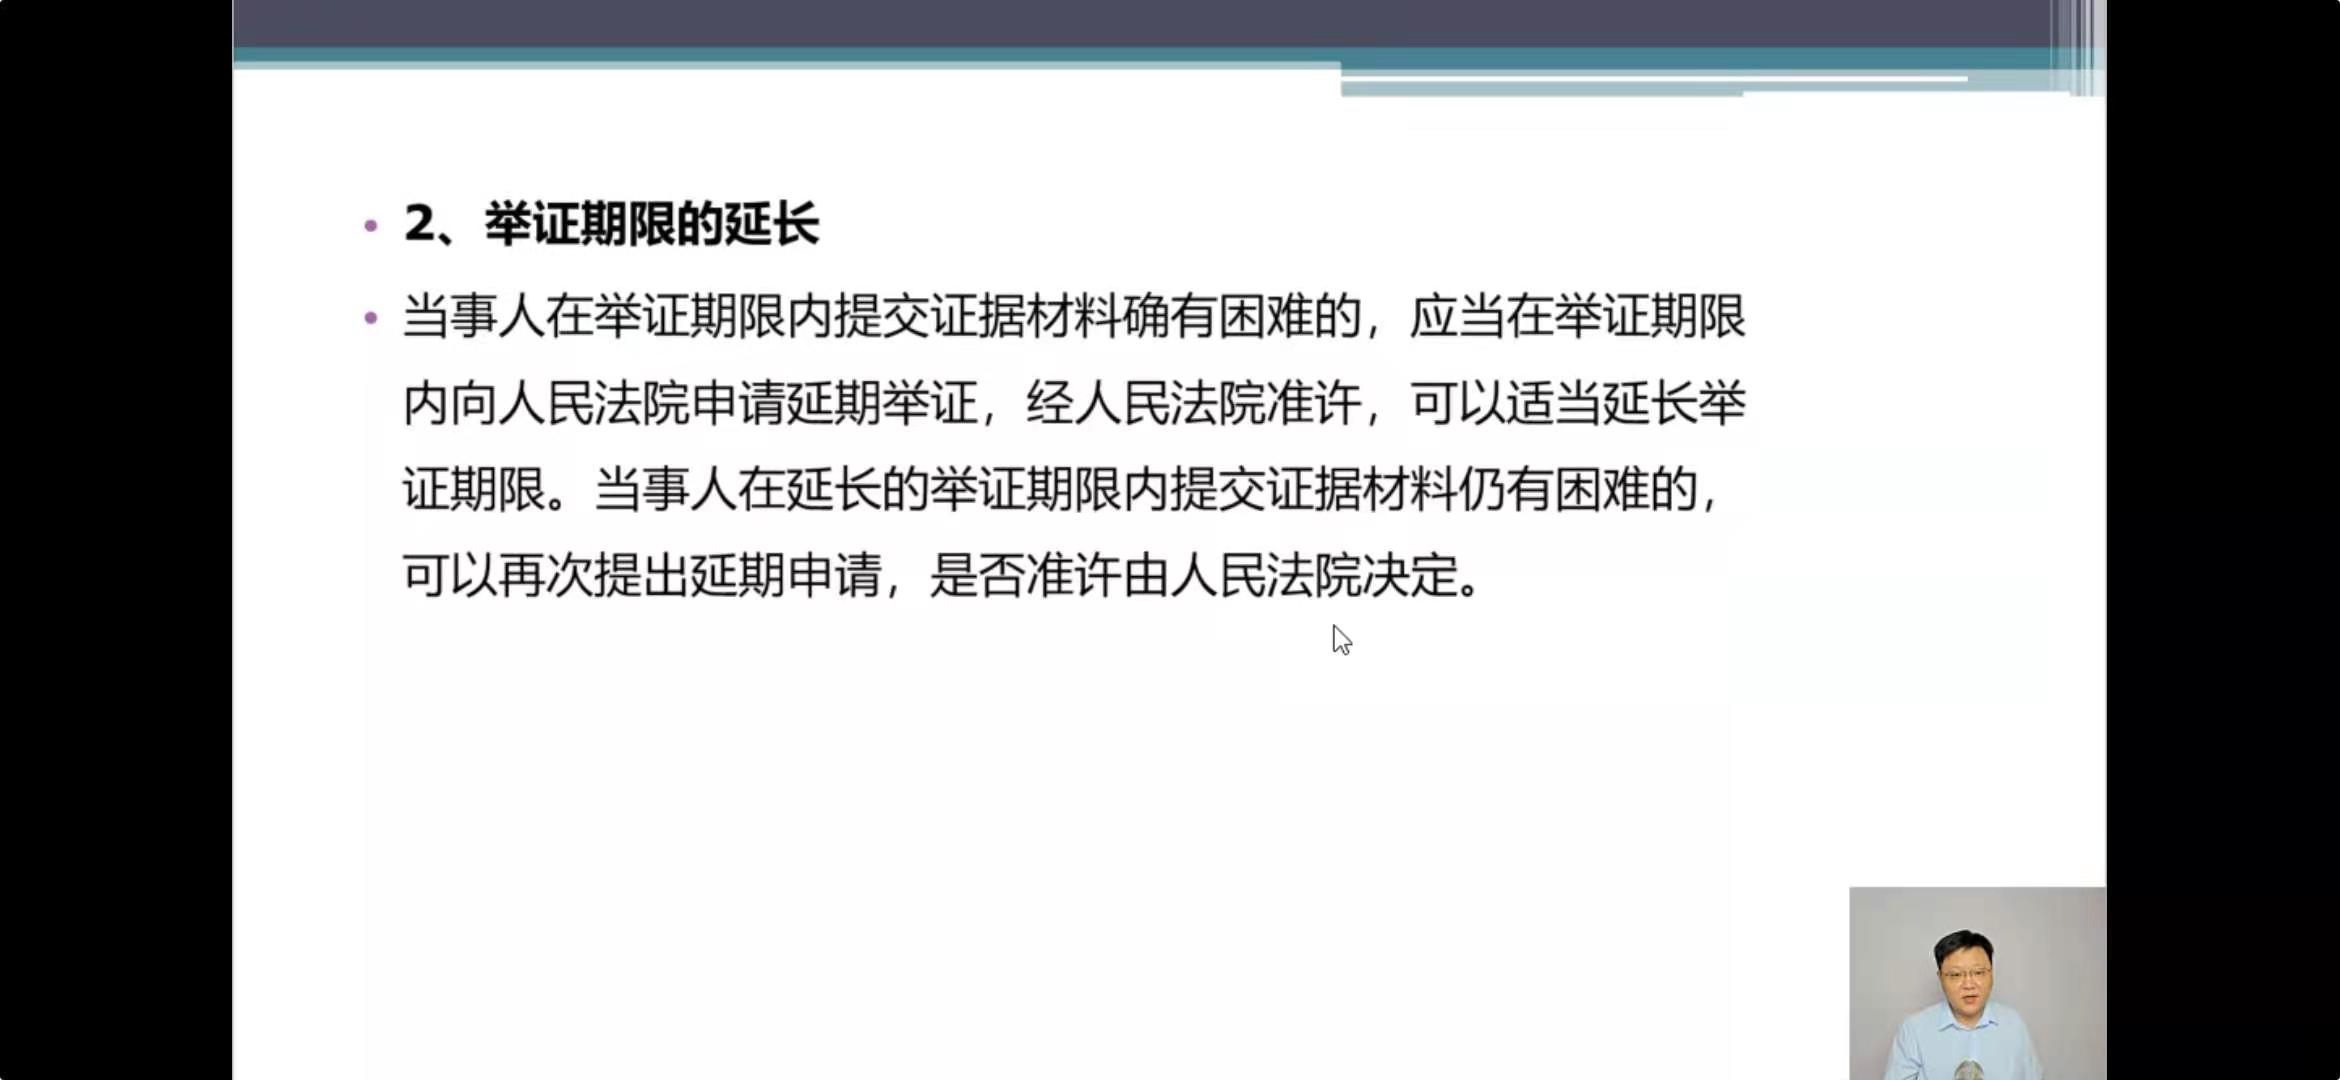 2、举证期限的延长
当事人在举证期限内提交证据材料确有困难的，应当在举证期限
内向人民法院申请延期举证，经人民法院准许，可以适当延长举
证期限。当事人在延长的举证期限内提交证据材料仍有困难的，
可以再次提出延期申请，是否准许由人民法院决定。